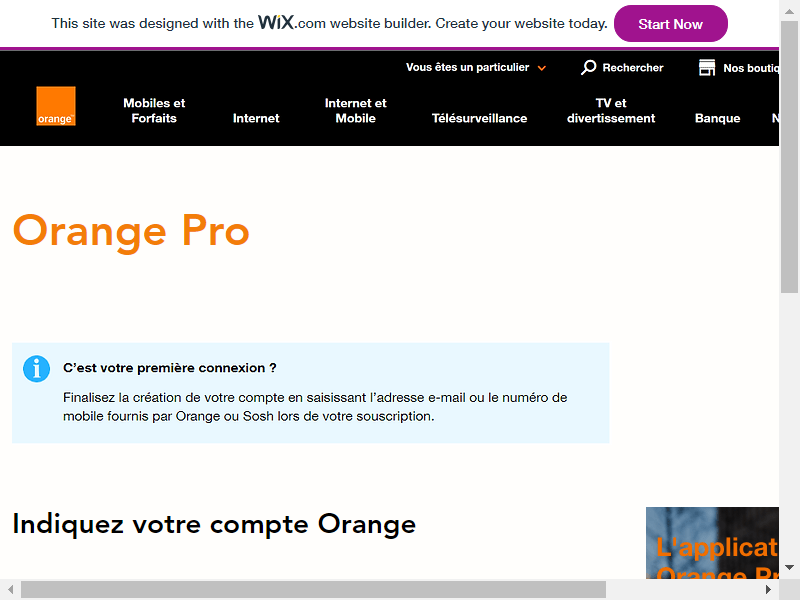 This site was designed with the WiX.com website builder. Create your website today. Start Now
Vous êtes un particulier Rechercher Nos boutiq
orange™
Mobiles et
Forfaits
Internet
Internet et
Mobile
Télésurveillance
TV et
divertissement
Banque
N
Orange Pro
C'est votre première connexion ?
Finalisez la création de votre compte en saisissant l'adresse e-mail ou le numéro de
mobile fournis par Orange ou Sosh lors de votre souscription.
Indiquez votre compte Orange
L'applicat
Orange Pr